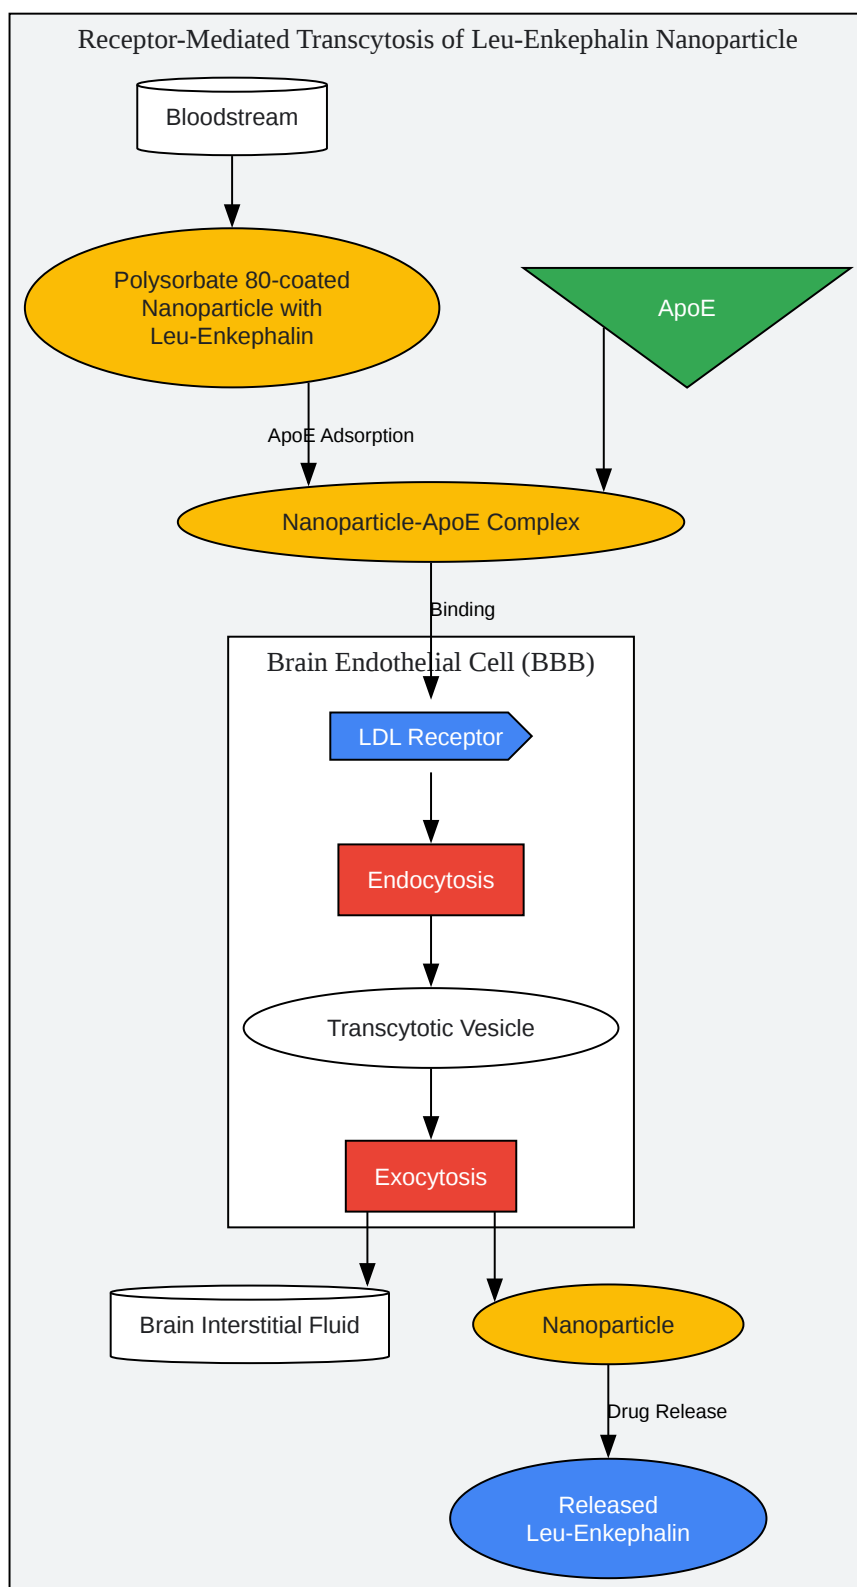 Receptor-Mediated Transcytosis of Leu-Enkephalin Nanoparticle
Bloodstream
Polysorbate 80-coated
Nanoparticle with
Leu-Enkephalin
ApoE
ApoE Adsorption
Nanoparticle-ApoE Complex
Binding
Brain Endothelial Cell (BBB)
LDL Receptor
Endocytosis
Transcytotic Vesicle
Exocytosis
Brain Interstitial Fluid
Nanoparticle
Drug Release
Released
Leu-Enkephalin